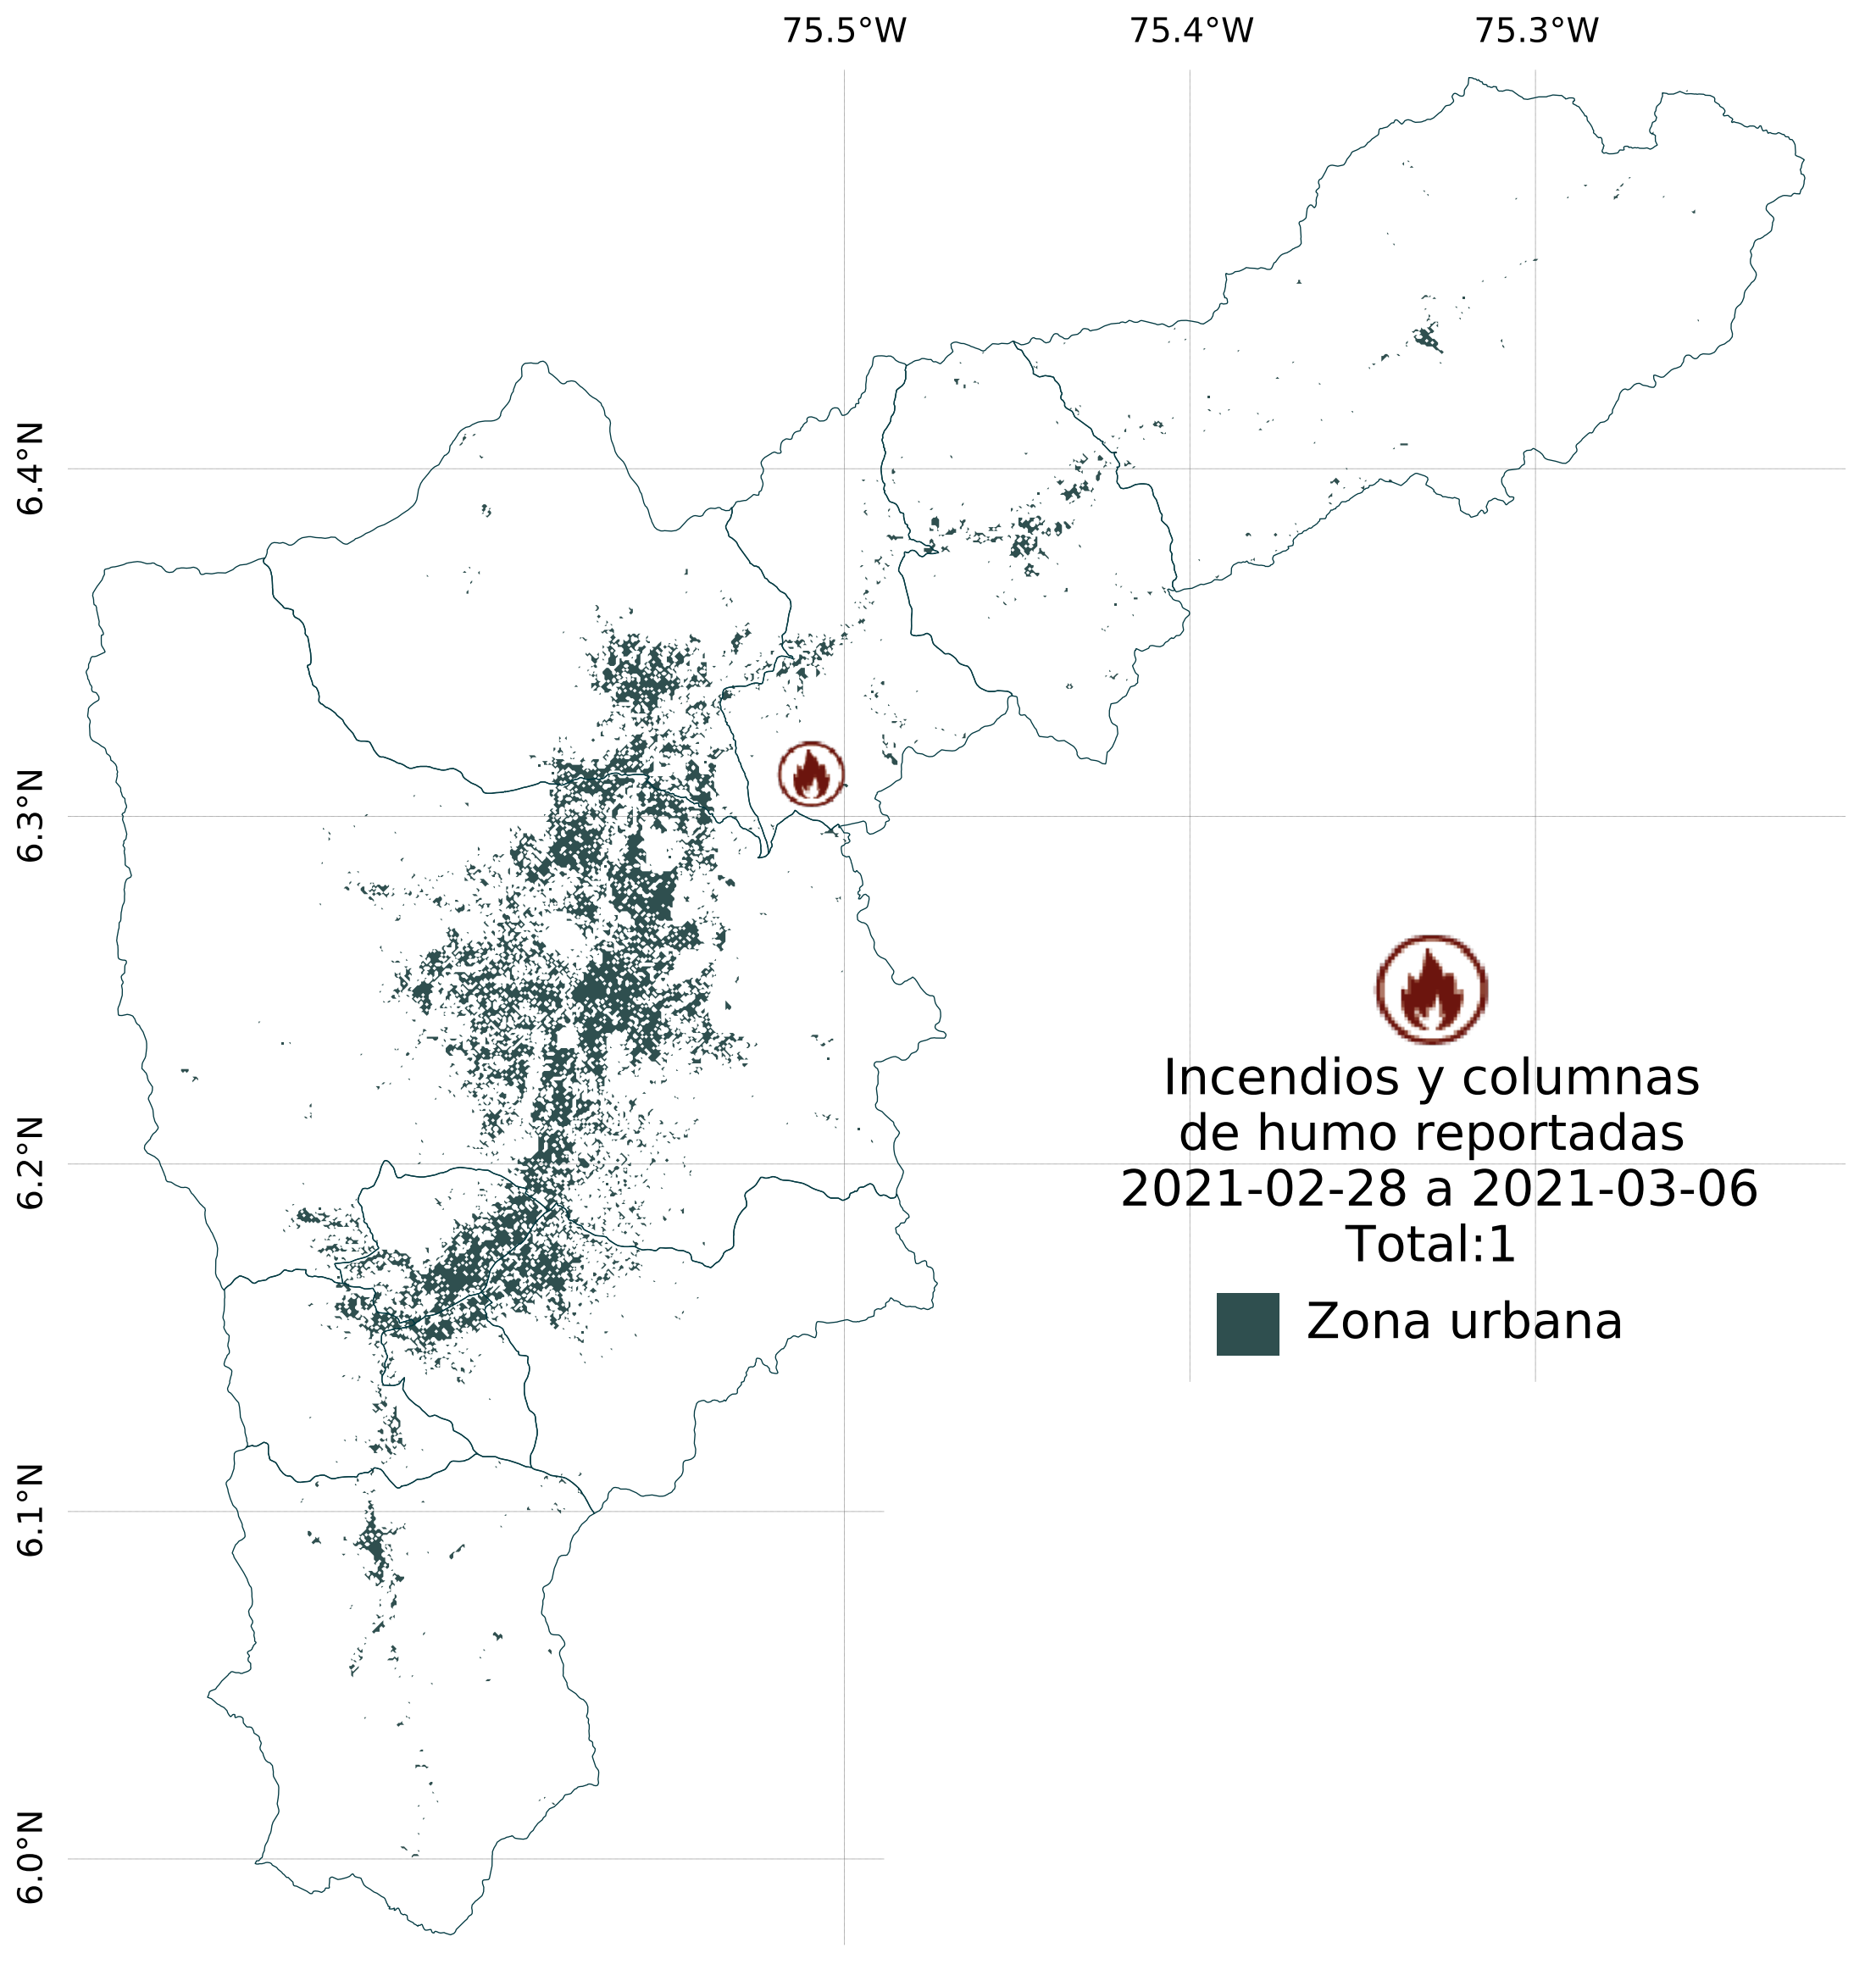 75.5°W 75.4°W 75.3°W
6.4°N
6.3°N
6.2°N
6.1°N
6.0°N
Incendios y columnas
de humo reportadas
2021-02-28 a 2021-03-06
Total:1
Zona urbana